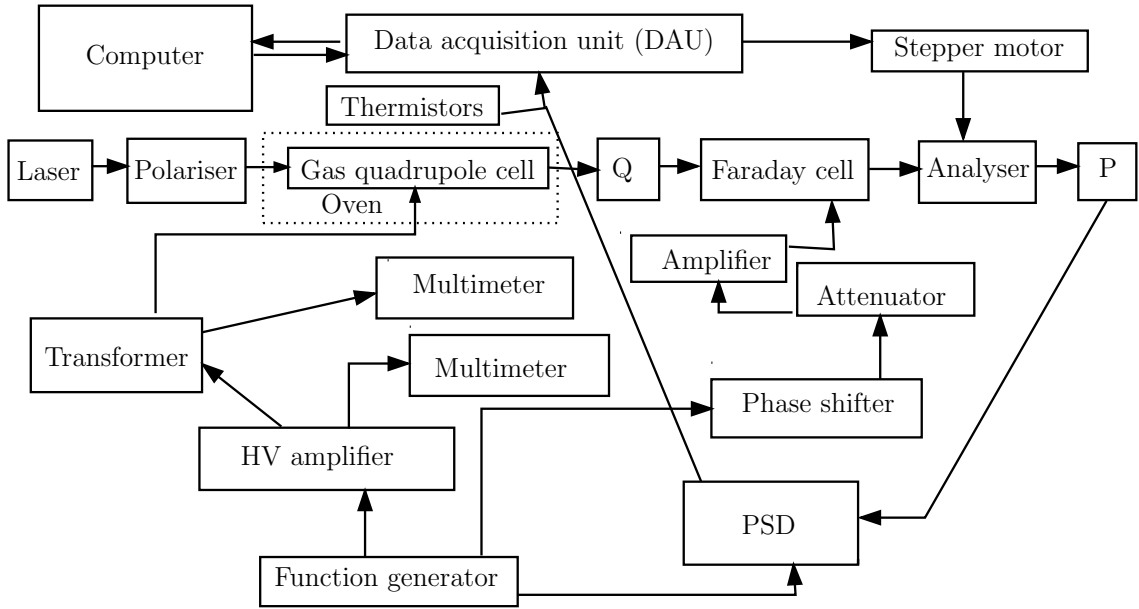 Computer
Data acquisition unit (DAU)
Stepper motor
Thermistors
Laser
Polariser
Gas quadrupole cell
Q
Faraday cell
Analyser
P
Oven
Amplifier
Multimeter
Attenuator
Transformer
Multimeter
Phase shifter
HV amplifier
PSD
Function generator